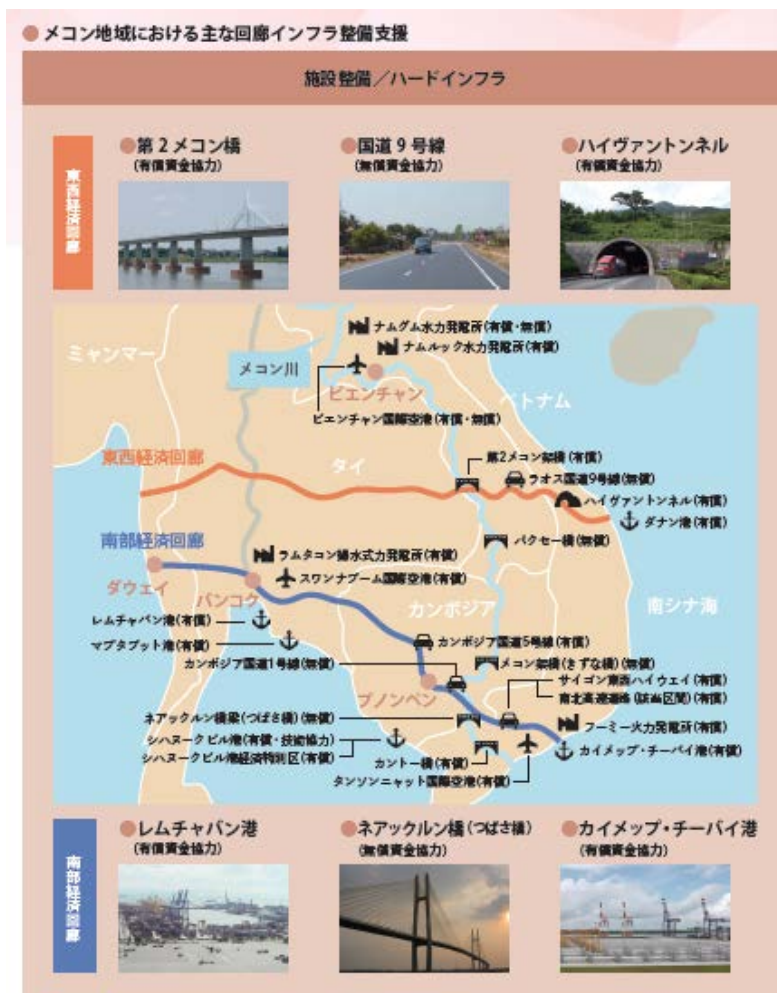 メコン地域における主な回廊インフラ整備支援
施設整備／ハードインフラ
東西経済回廊
第2メコン橋
(有償資金協力)
国道9号線
(無償資金協力)
ハイヴァントンネル
(有償資金協力)
ミャンマー
メコン川
ナムグム水力発電所(有償・無償)
ナムルック水力発電所(有償)
ビエンチャン
ビエンチャン国際空港(有償・無償)
ベトナム
東西経済回廊
タイ
第2メコン架橋(有償)
ラオス国道9号線(無償)
ハイヴァントンネル(有償)
ダナン港(有償)
パクセー橋(無償)
南部経済回廊
ダウェイ
バンコク
ラムタコン揚水式力発電所(有償)
スワンナプーム国際空港(有償)
カンボジア
南シナ海
レムチャバン港(有償)
マプタプット港(有償)
カンボジア国道5号線(有償)
カンボジア国道1号線(無償)
メコン架橋(きずな橋)(無償)
プノンペン
サイゴン東西ハイウェイ(有償)
南北高速道路(該当区間)(有償)
ネアックルン橋梁(つばさ橋)(無償)
シハヌークビル港(有償・技術協力)
シハヌークビル港経済特別区(有償)
フーミー火力発電所(有償)
カントー橋(有償)
カイメップ・チーバイ港(有償)
タンソンニャット国際空港(有償)
南部経済回廊
レムチャバン港
(有償資金協力)
ネアックルン橋(つばさ橋)
(無償資金協力)
カイメップ・チーバイ港
(有償資金協力)